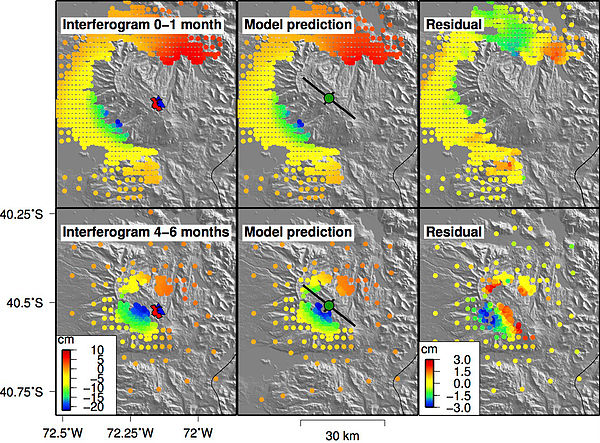 Interferogram 0–1 month
Model prediction
Residual
40.25°S
Interferogram 4–6 months
Model prediction
Residual
40.5°S
cm
10
5
0
−5
−10
−15
−20
cm
3.0
1.5
0.0
−1.5
−3.0
40.75°S
72.5°W
72.25°W
72°W
30 km